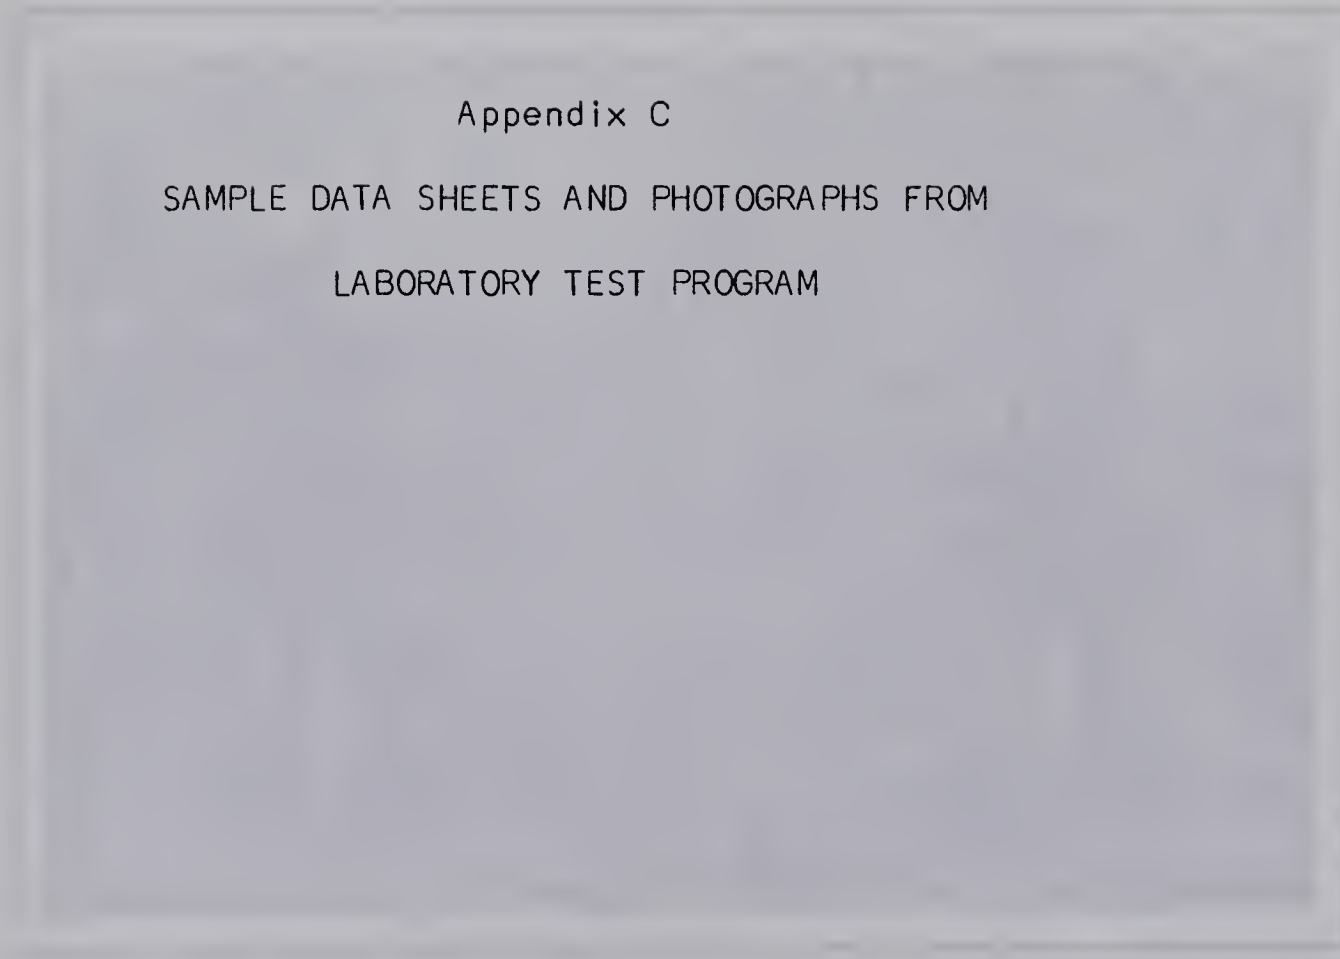 Appendix C
SAMPLE DATA SHEETS AND PHOTOGRAPHS FROM
LABORATORY TEST PROGRAM